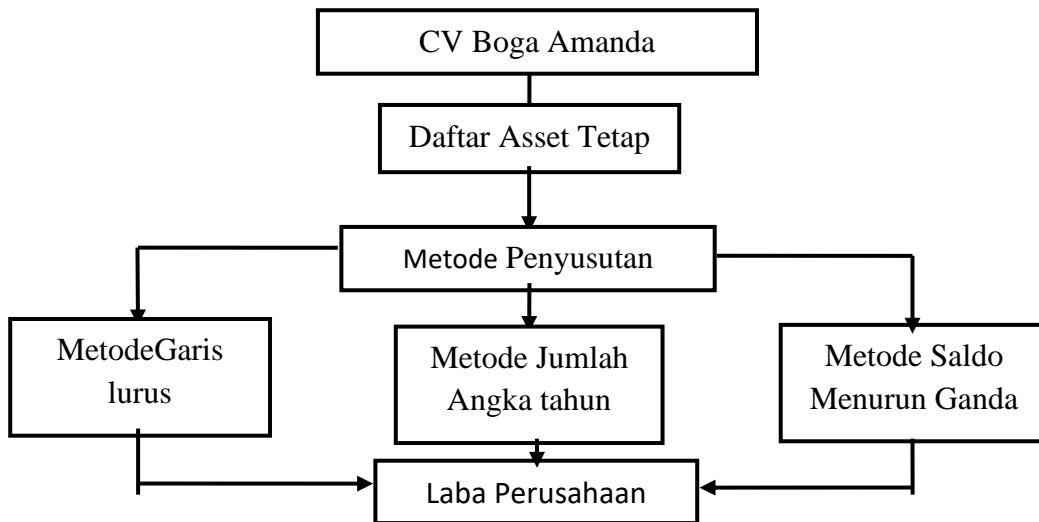 CV Boga Amanda
Daftar Asset Tetap
Metode Penyusutan
MetodeGaris
lurus
Metode Jumlah
Angka tahun
Metode Saldo
Menurun Ganda
Laba Perusahaan